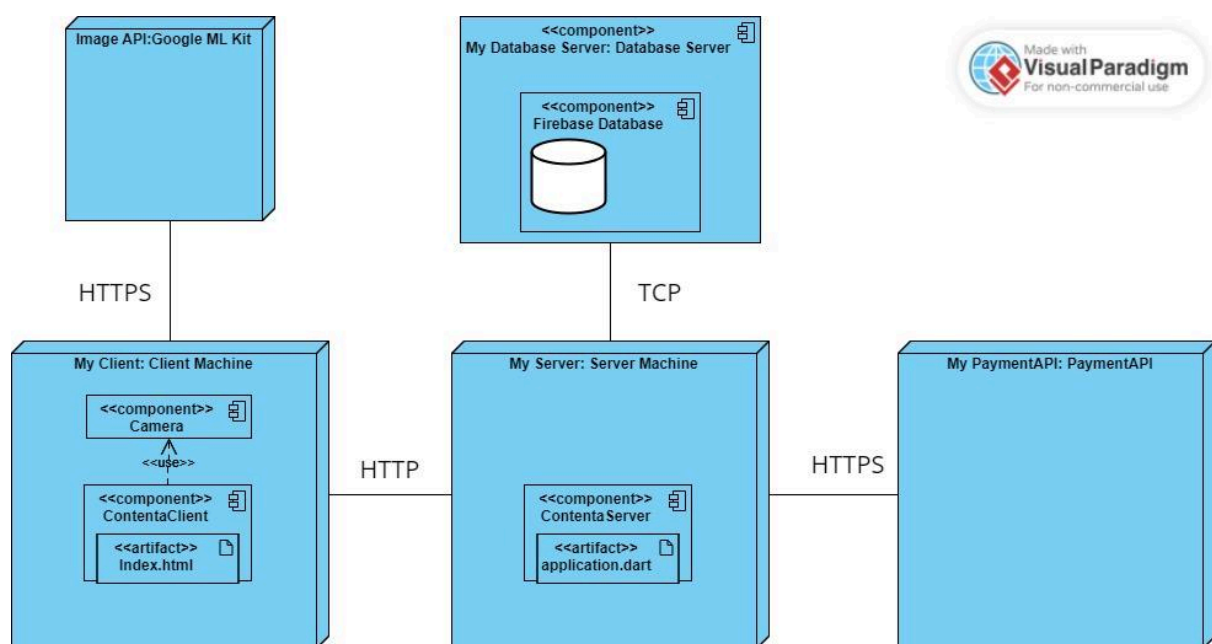 Image API:Google ML Kit
<<component>>
My Database Server: Database Server
<<component>>
Firebase Database
Made with
Visual Paradigm
For non-commercial use
HTTPS
TCP
My Client: Client Machine
<<component>>
Camera
<<use>>
<<component>>
ContentaClient
<<artifact>>
Index.html
HTTP
My Server: Server Machine
<<component>>
ContentaServer
<<artifact>>
application.dart
HTTPS
My PaymentAPI: PaymentAPI